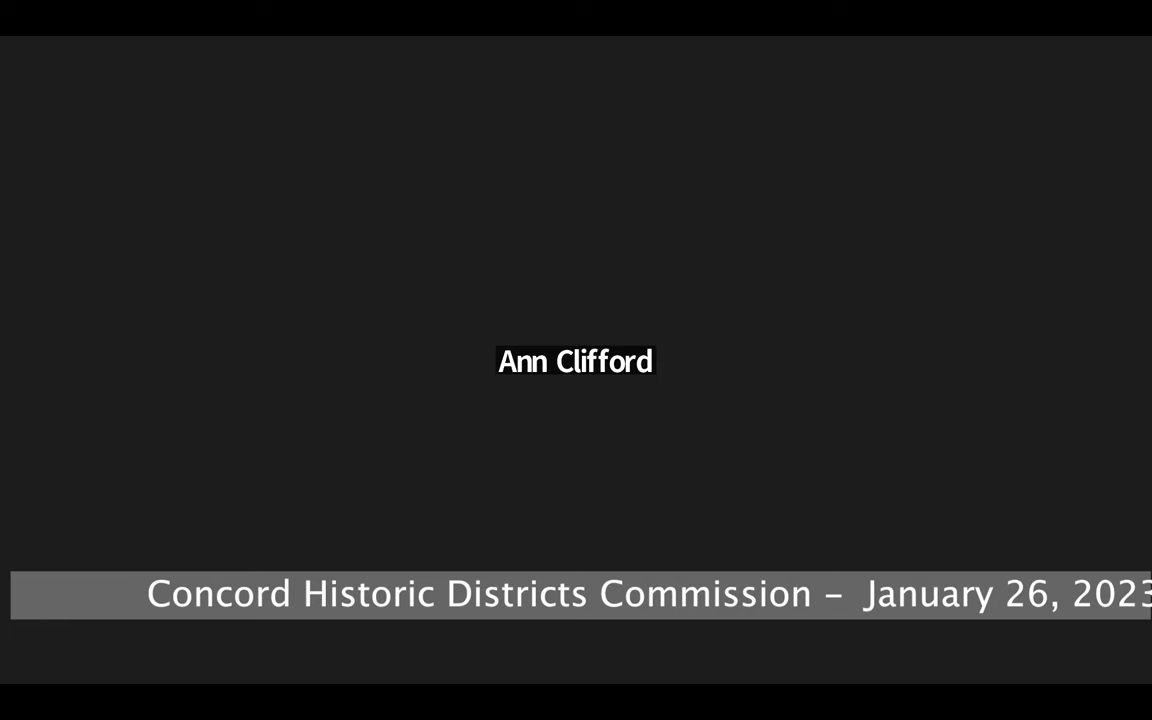 Ann Clifford
Concord Historic Districts Commission – January 26, 2023